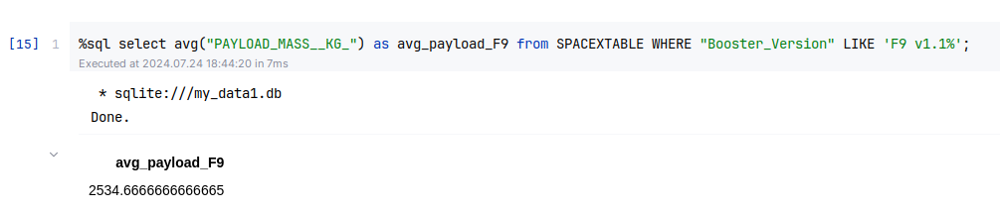 [15] 1 %sql select avg("PAYLOAD_MASS__KG_") as avg_payload_F9 from SPACEXTABLE WHERE "Booster_Version" LIKE 'F9 v1.1%';
Executed at 2024.07.24 18:44:20 in 7ms
* sqlite:///my_data1.db
Done.
avg_payload_F9
2534.6666666666665